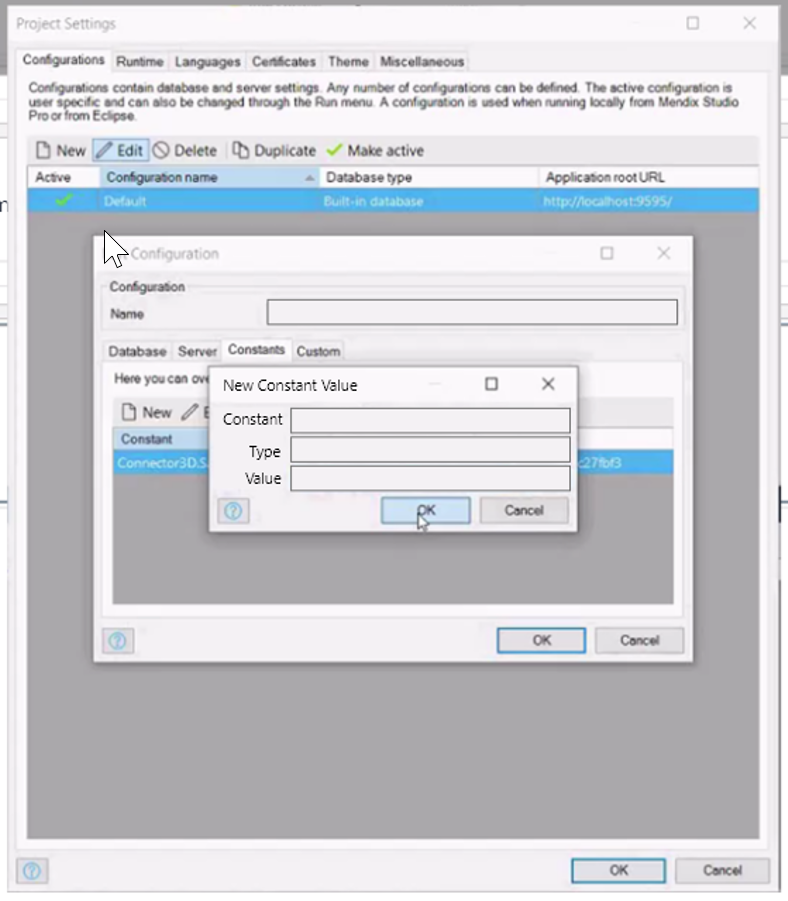 Project Settings
Configurations Runtime Languages Certificates Theme Miscellaneous
Configurations contain database and server settings. Any number of configurations can be defined. The active configuration is
user specific and can also be changed through the Run menu. A configuration is used when running locally from Mendix Studio
Pro or from Eclipse.
New Edit Delete Duplicate Make active
Active Configuration name Database type Application root URL
Default Built-in database http://localhost:9595/
Configuration
Configuration
Name
Database Server Constants Custom
Here you can ove
New Constant Value
New E
Constant
Constant
Connector3D.S
c27fbf3
Type
Value
OK Cancel
OK Cancel
OK Cancel